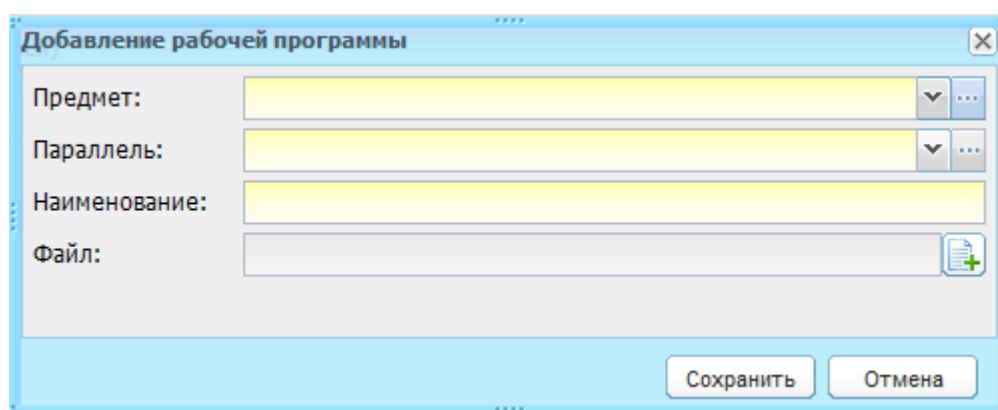 Добавление рабочей программы
Предмет:
Параллель:
Наименование:
Файл:
Сохранить Отмена